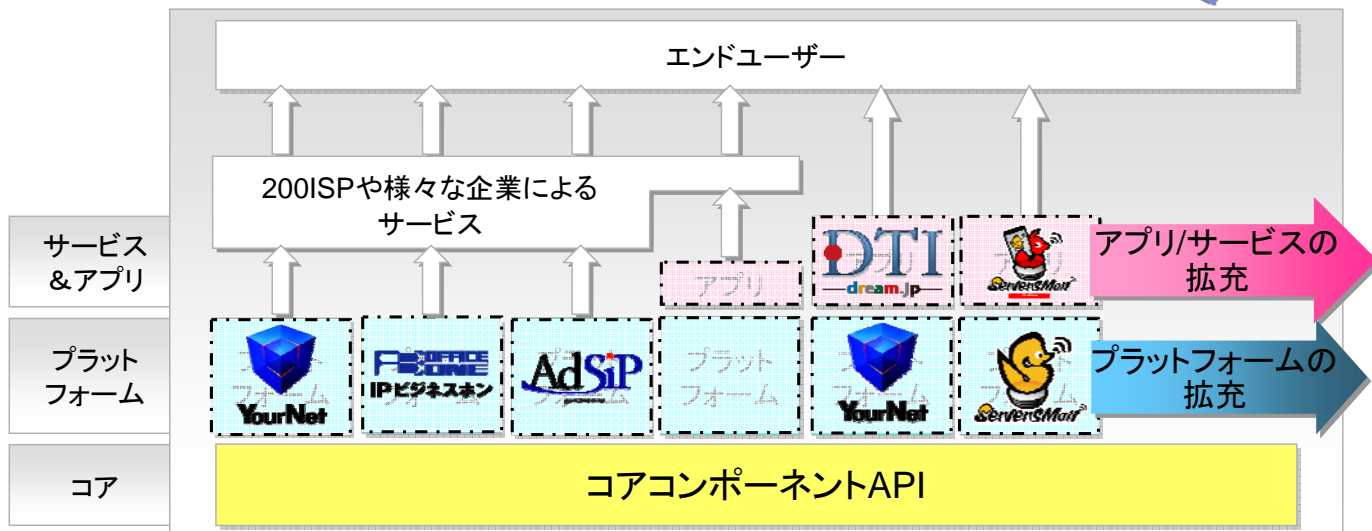 エンドユーザー
200ISPや様々な企業による
サービス
サービス
&アプリ
アプリ
DTI
dream.jp
ServersMan
アプリ/サービスの
拡充
プラット
フォーム
YourNet
OFFICE
ONE
IPビジネスホン
AdSiP
プラット
フォーム
YourNet
ServersMan
プラットフォームの
拡充
コア
コアコンポーネントAPI